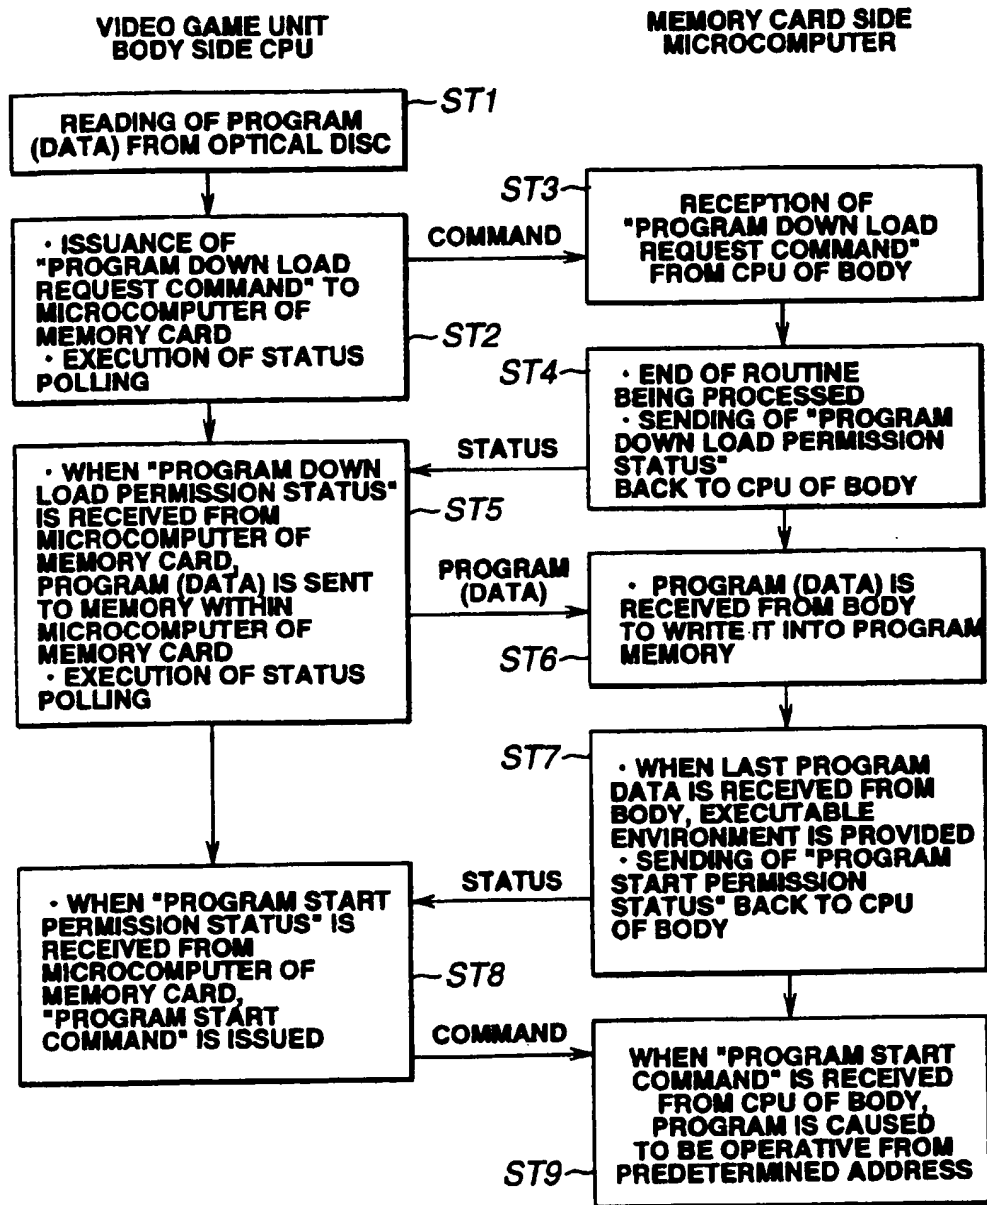 VIDEO GAME UNIT
BODY SIDE CPU
MEMORY CARD SIDE
MICROCOMPUTER
ST1
READING OF PROGRAM
(DATA) FROM OPTICAL DISC
ST3
RECEPTION OF
"PROGRAM DOWN LOAD
REQUEST COMMAND"
FROM CPU OF BODY
COMMAND
· ISSUANCE OF
"PROGRAM DOWN LOAD
REQUEST COMMAND" TO
MICROCOMPUTER OF
MEMORY CARD
· EXECUTION OF STATUS
POLLING
ST2
ST4
· END OF ROUTINE
BEING PROCESSED
· SENDING OF "PROGRAM
DOWN LOAD PERMISSION
STATUS"
BACK TO CPU OF BODY
STATUS
· WHEN "PROGRAM DOWN
LOAD PERMISSION STATUS"
IS RECEIVED FROM
MICROCOMPUTER OF
MEMORY CARD,
PROGRAM (DATA) IS SENT
TO MEMORY WITHIN
MICROCOMPUTER OF
MEMORY CARD
· EXECUTION OF STATUS
POLLING
ST5
PROGRAM
(DATA)
· PROGRAM (DATA) IS
RECEIVED FROM BODY
TO WRITE IT INTO PROGRAM
MEMORY
ST6
ST7
· WHEN LAST PROGRAM
DATA IS RECEIVED FROM
BODY, EXECUTABLE
ENVIRONMENT IS PROVIDED
· SENDING OF "PROGRAM
START PERMISSION
STATUS" BACK TO CPU
OF BODY
STATUS
· WHEN "PROGRAM START
PERMISSION STATUS" IS
RECEIVED FROM
MICROCOMPUTER OF
MEMORY CARD,
"PROGRAM START
COMMAND" IS ISSUED
ST8
COMMAND
WHEN "PROGRAM START
COMMAND" IS RECEIVED
FROM CPU OF BODY,
PROGRAM IS CAUSED
TO BE OPERATIVE FROM
PREDETERMINED ADDRESS
ST9